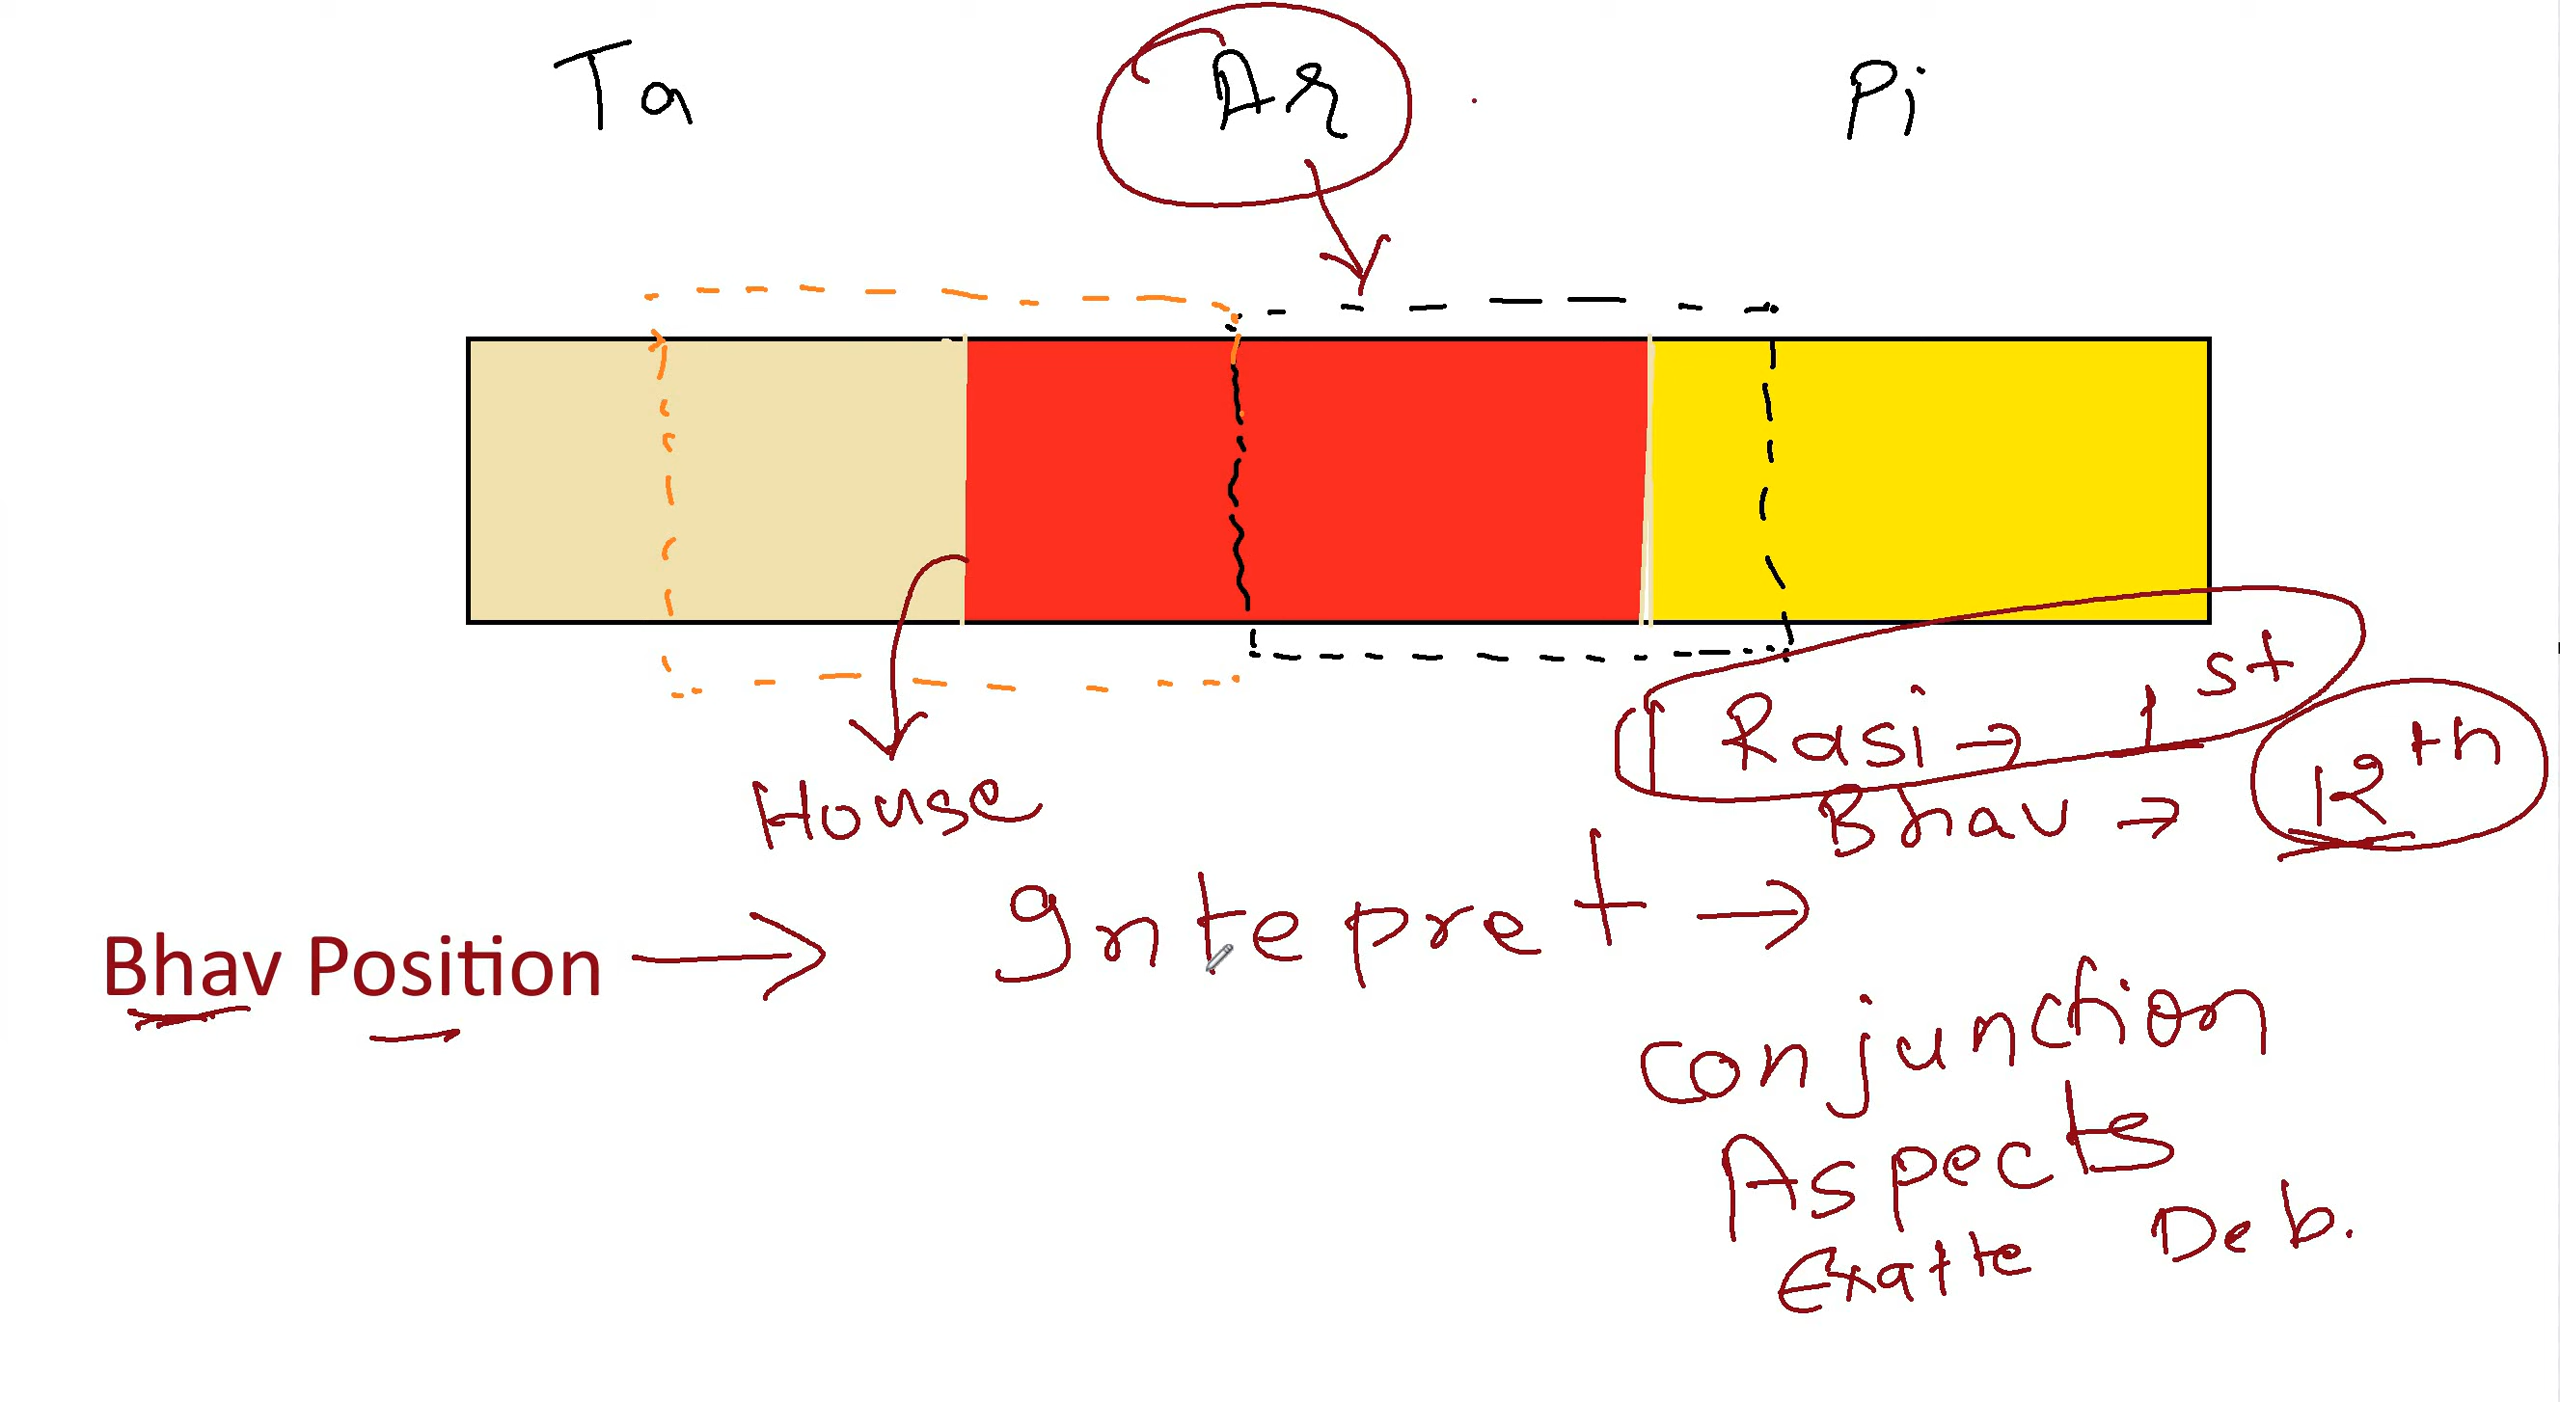 Ta Ar Pi
Rasi → 1st
House
Bhav → 12th
Bhav Position → Intepret →
Conjunction
Aspects
Exalte Deb.